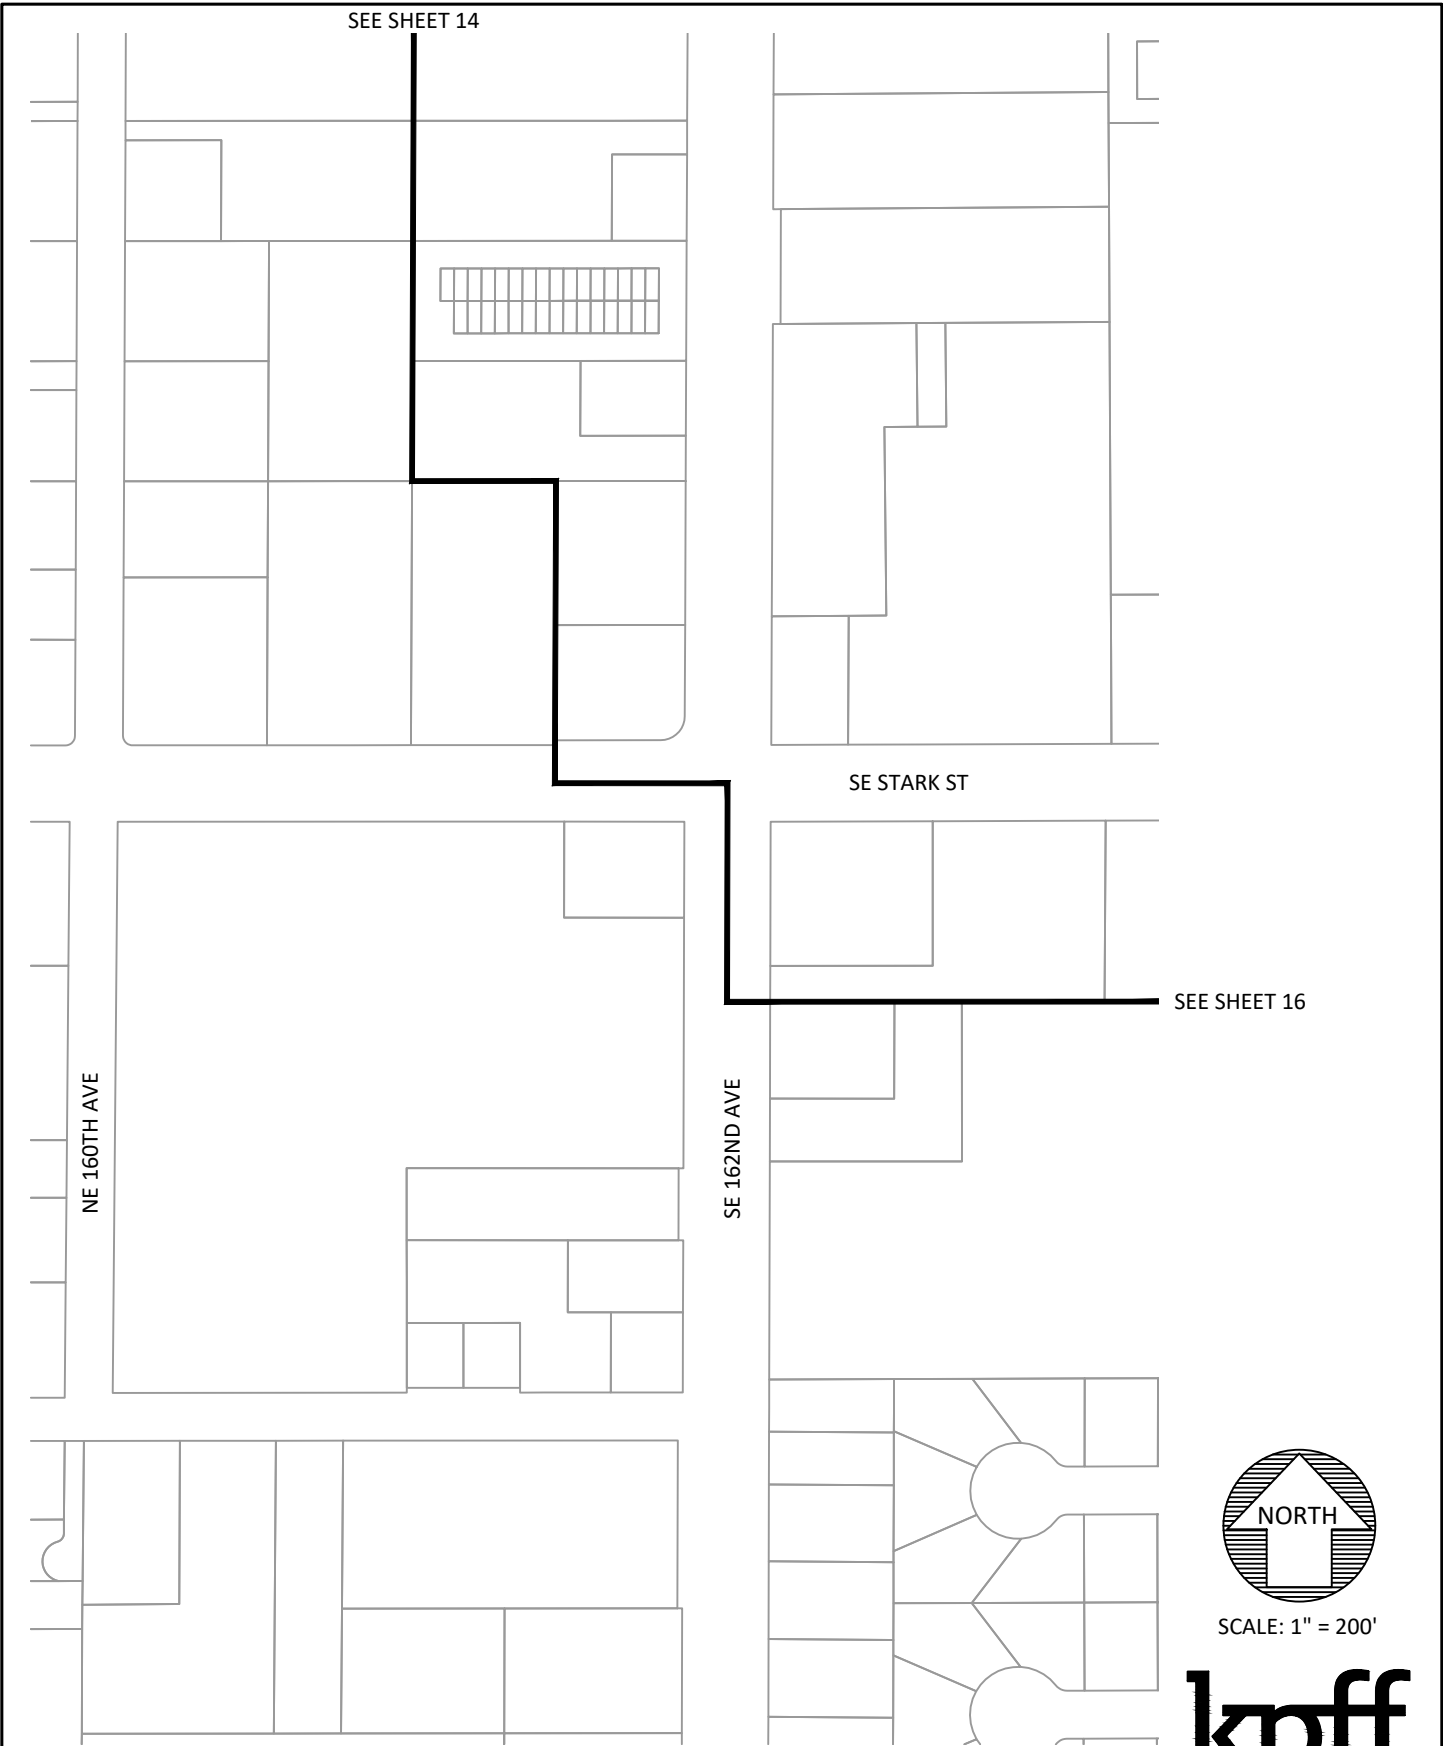 SEE SHEET 14
SE STARK ST
SEE SHEET 16
NE 160TH AVE
SE 162ND AVE
NORTH
SCALE: 1" = 200'
kpff